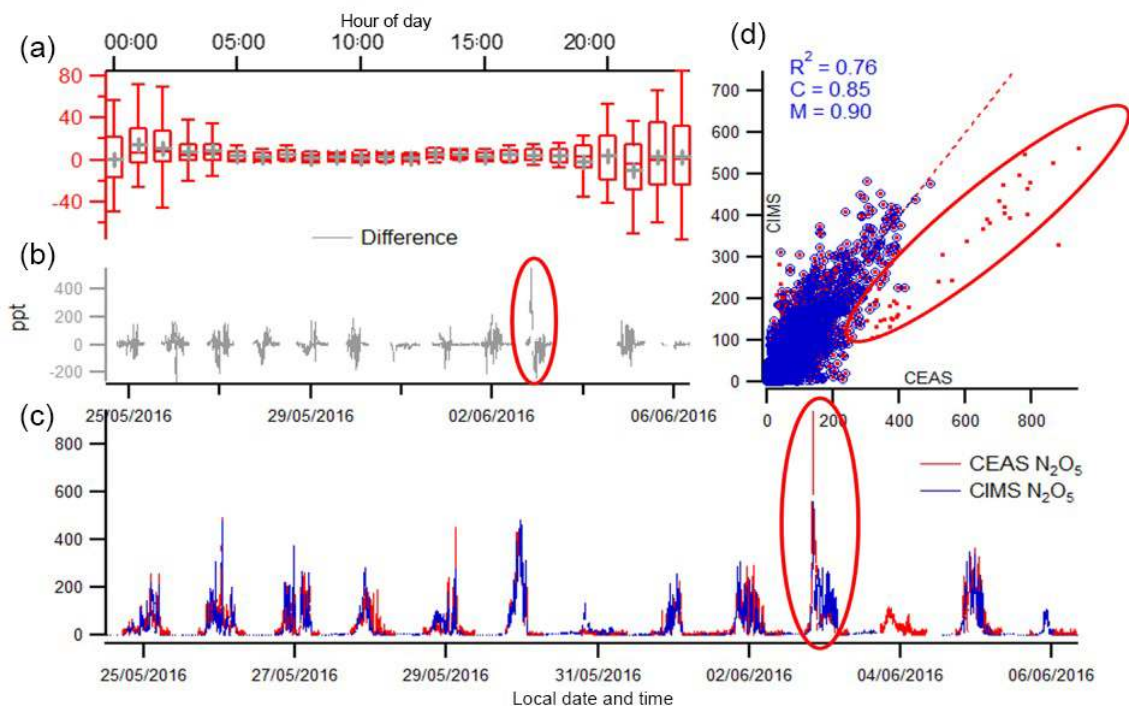 Hour of day
(a)
00:00 05:00 10:00 15:00 20:00
80
40
0
-40
Difference
(b)
ppt
400
200
0
-200
25/05/2016 29/05/2016 02/06/2016 06/06/2016
(d)
R² = 0.76
C = 0.85
M = 0.90
CIMS
700
600
500
400
300
200
100
0
CEAS
0 200 400 600 800
(c)
800
600
400
200
0
CEAS N₂O₅
CIMS N₂O₅
25/05/2016 27/05/2016 29/05/2016 31/05/2016 02/06/2016 04/06/2016 06/06/2016
Local date and time